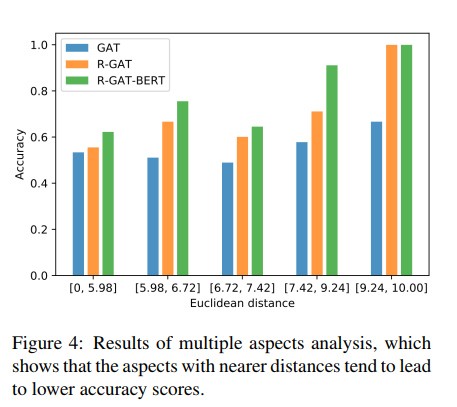 GAT
R-GAT
R-GAT-BERT
1.0
0.8
0.6
0.4
0.2
0.0
Accuracy
[0, 5.98] [5.98, 6.72] [6.72, 7.42] [7.42, 9.24] [9.24, 10.00]
Euclidean distance
Figure 4: Results of multiple aspects analysis, which
shows that the aspects with nearer distances tend to lead
to lower accuracy scores.